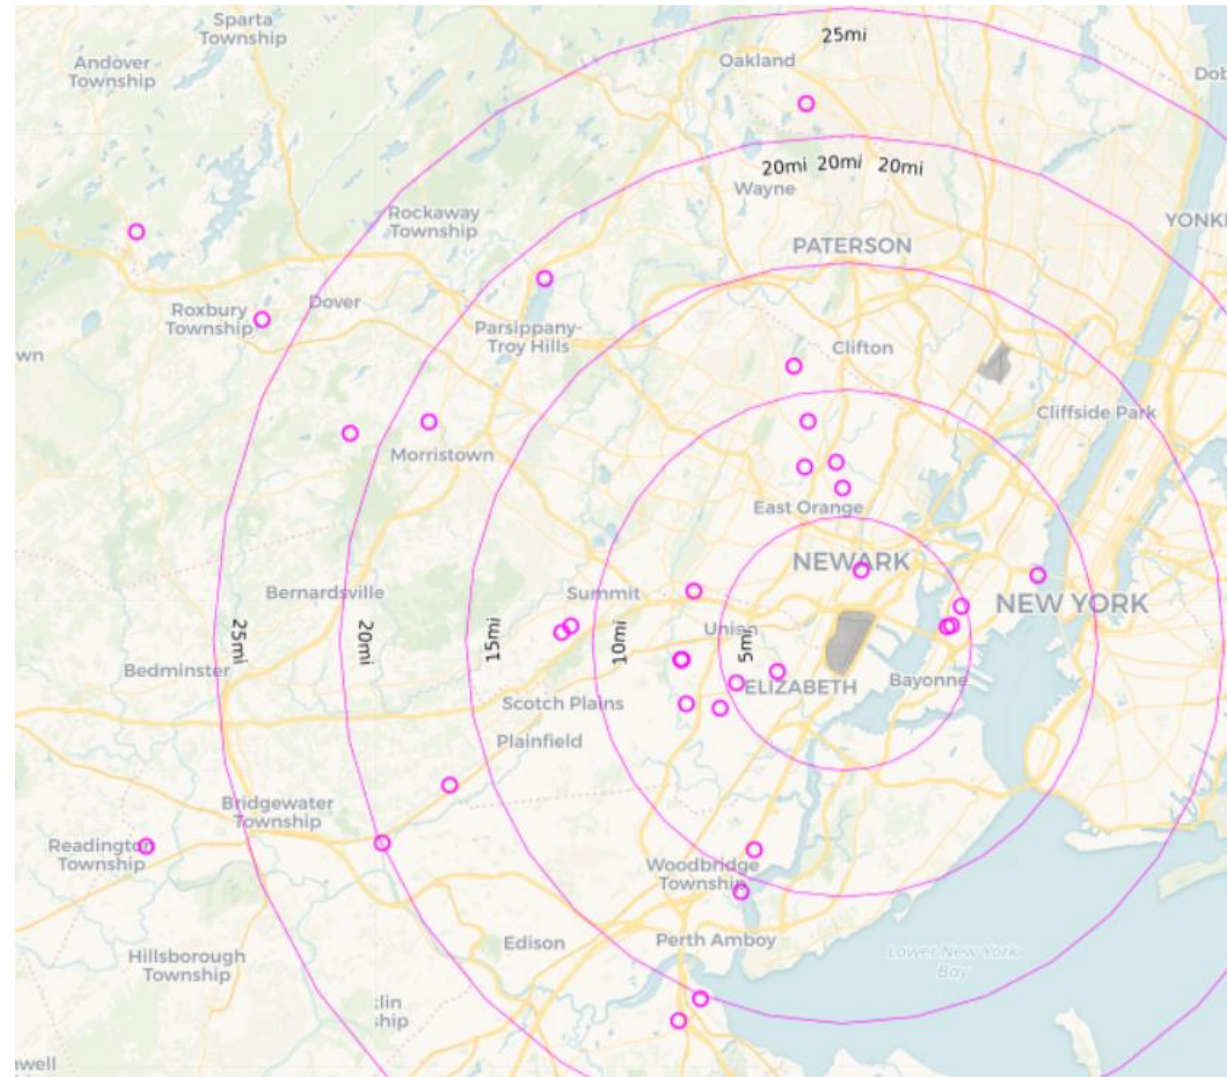 Sparta
Township
25mi
Andover
Township
Oakland
Dob
20mi 20mi 20mi
Wayne
Rockaway
Township
YONK
PATERSON
Roxbury
Township
Dover
Parsippany-
Troy Hills
Clifton
wn
Cliffside Park
Morristown
East Orange
NEWARK
Bernardsville
Summit
NEW YORK
Union
25mi
20mi
15mi
10mi
5mi
Bedminster
ELIZABETH
Bayonne
Scotch Plains
Plainfield
Bridgewater
Township
Readington
Township
Woodbridge
Township
Edison
Perth Amboy
Hillsborough
Township
Lower New York
Bay
lin
hip
well